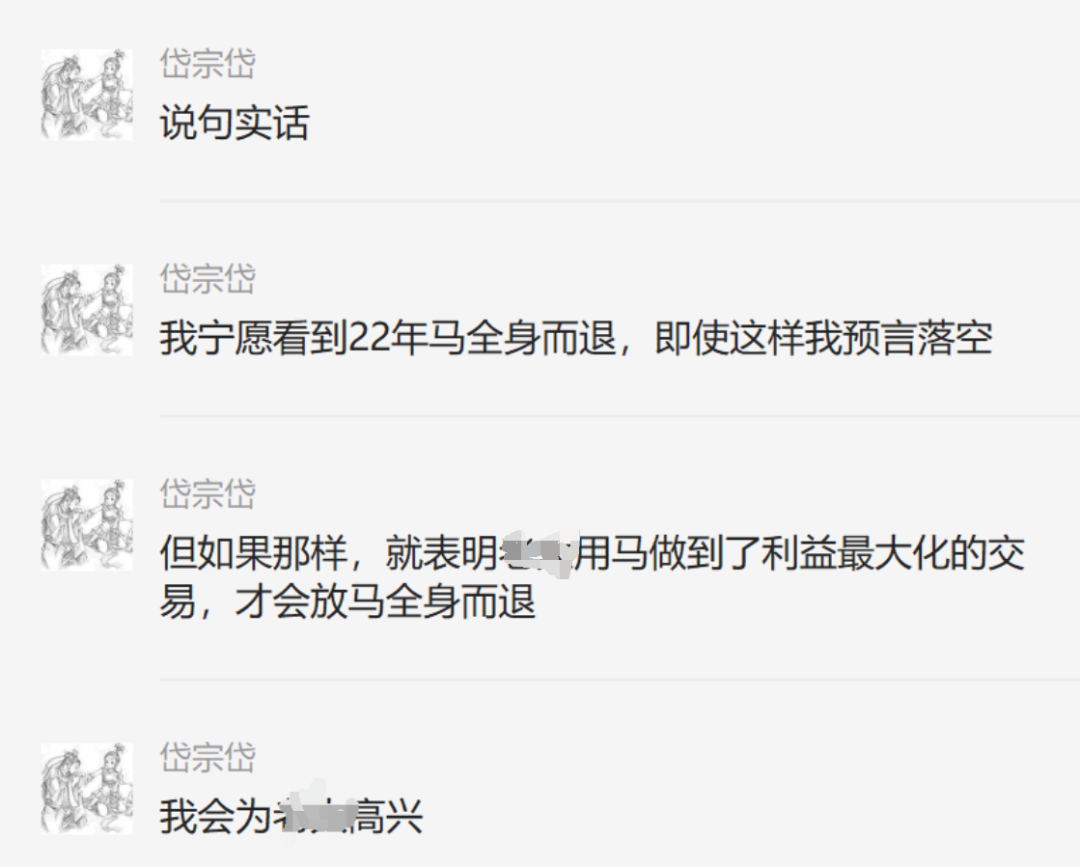 岱宗岱
说句实话
岱宗岱
我宁愿看到22年马全身而退，即使这样我预言落空
岱宗岱
但如果那样，就表明用马做到了利益最大化的交
易，才会放马全身而退
岱宗岱
我会为高兴